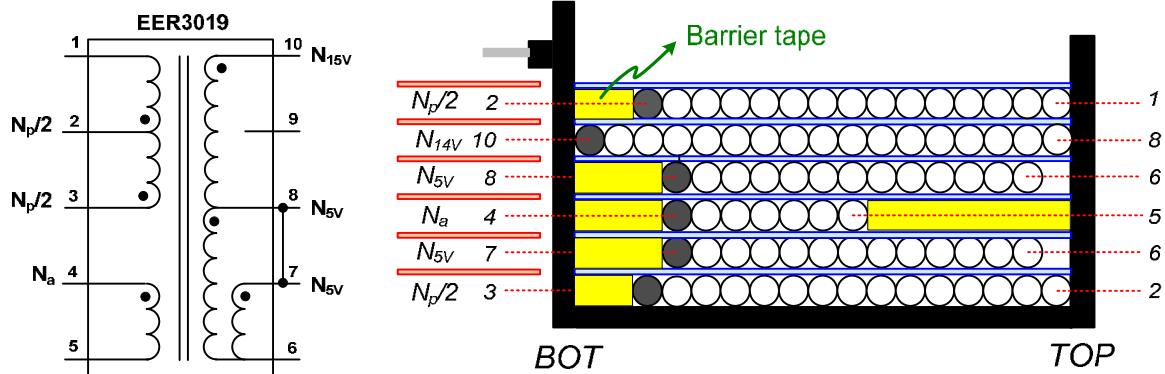 EER3019
1 10 N15V
Np/2 2 9
Np/2 3 8 N5V
Na 4 7 N5V
5 6
Barrier tape
Np/2 2 1
N14V 10 8
N5V 8 6
Na 4 5
N5V 7 6
Np/2 3 2
BOT TOP